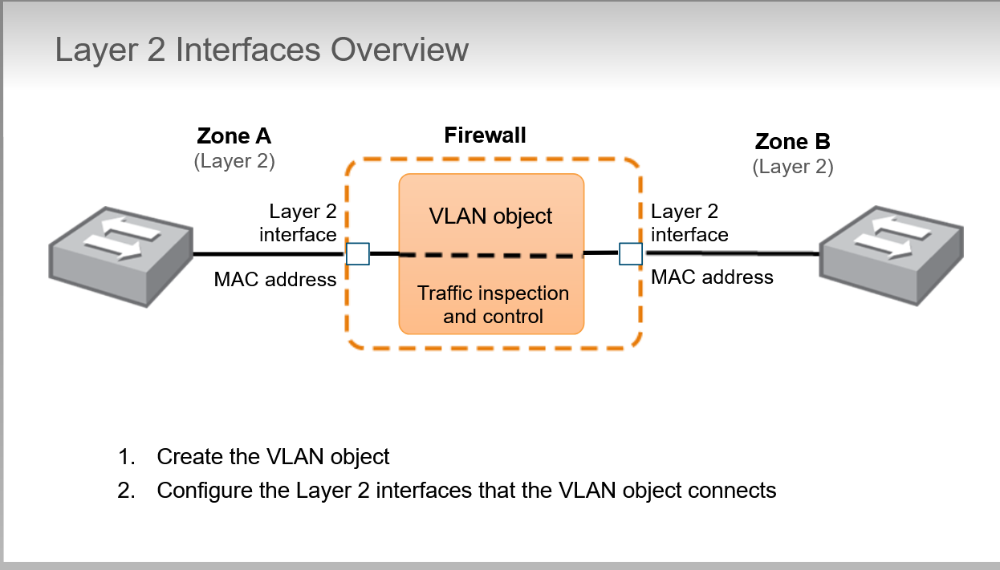 Layer 2 Interfaces Overview
Zone A
(Layer 2)
Firewall
Zone B
(Layer 2)
Layer 2
interface
MAC address
VLAN object
Traffic inspection
and control
Layer 2
interface
MAC address
1. Create the VLAN object
2. Configure the Layer 2 interfaces that the VLAN object connects